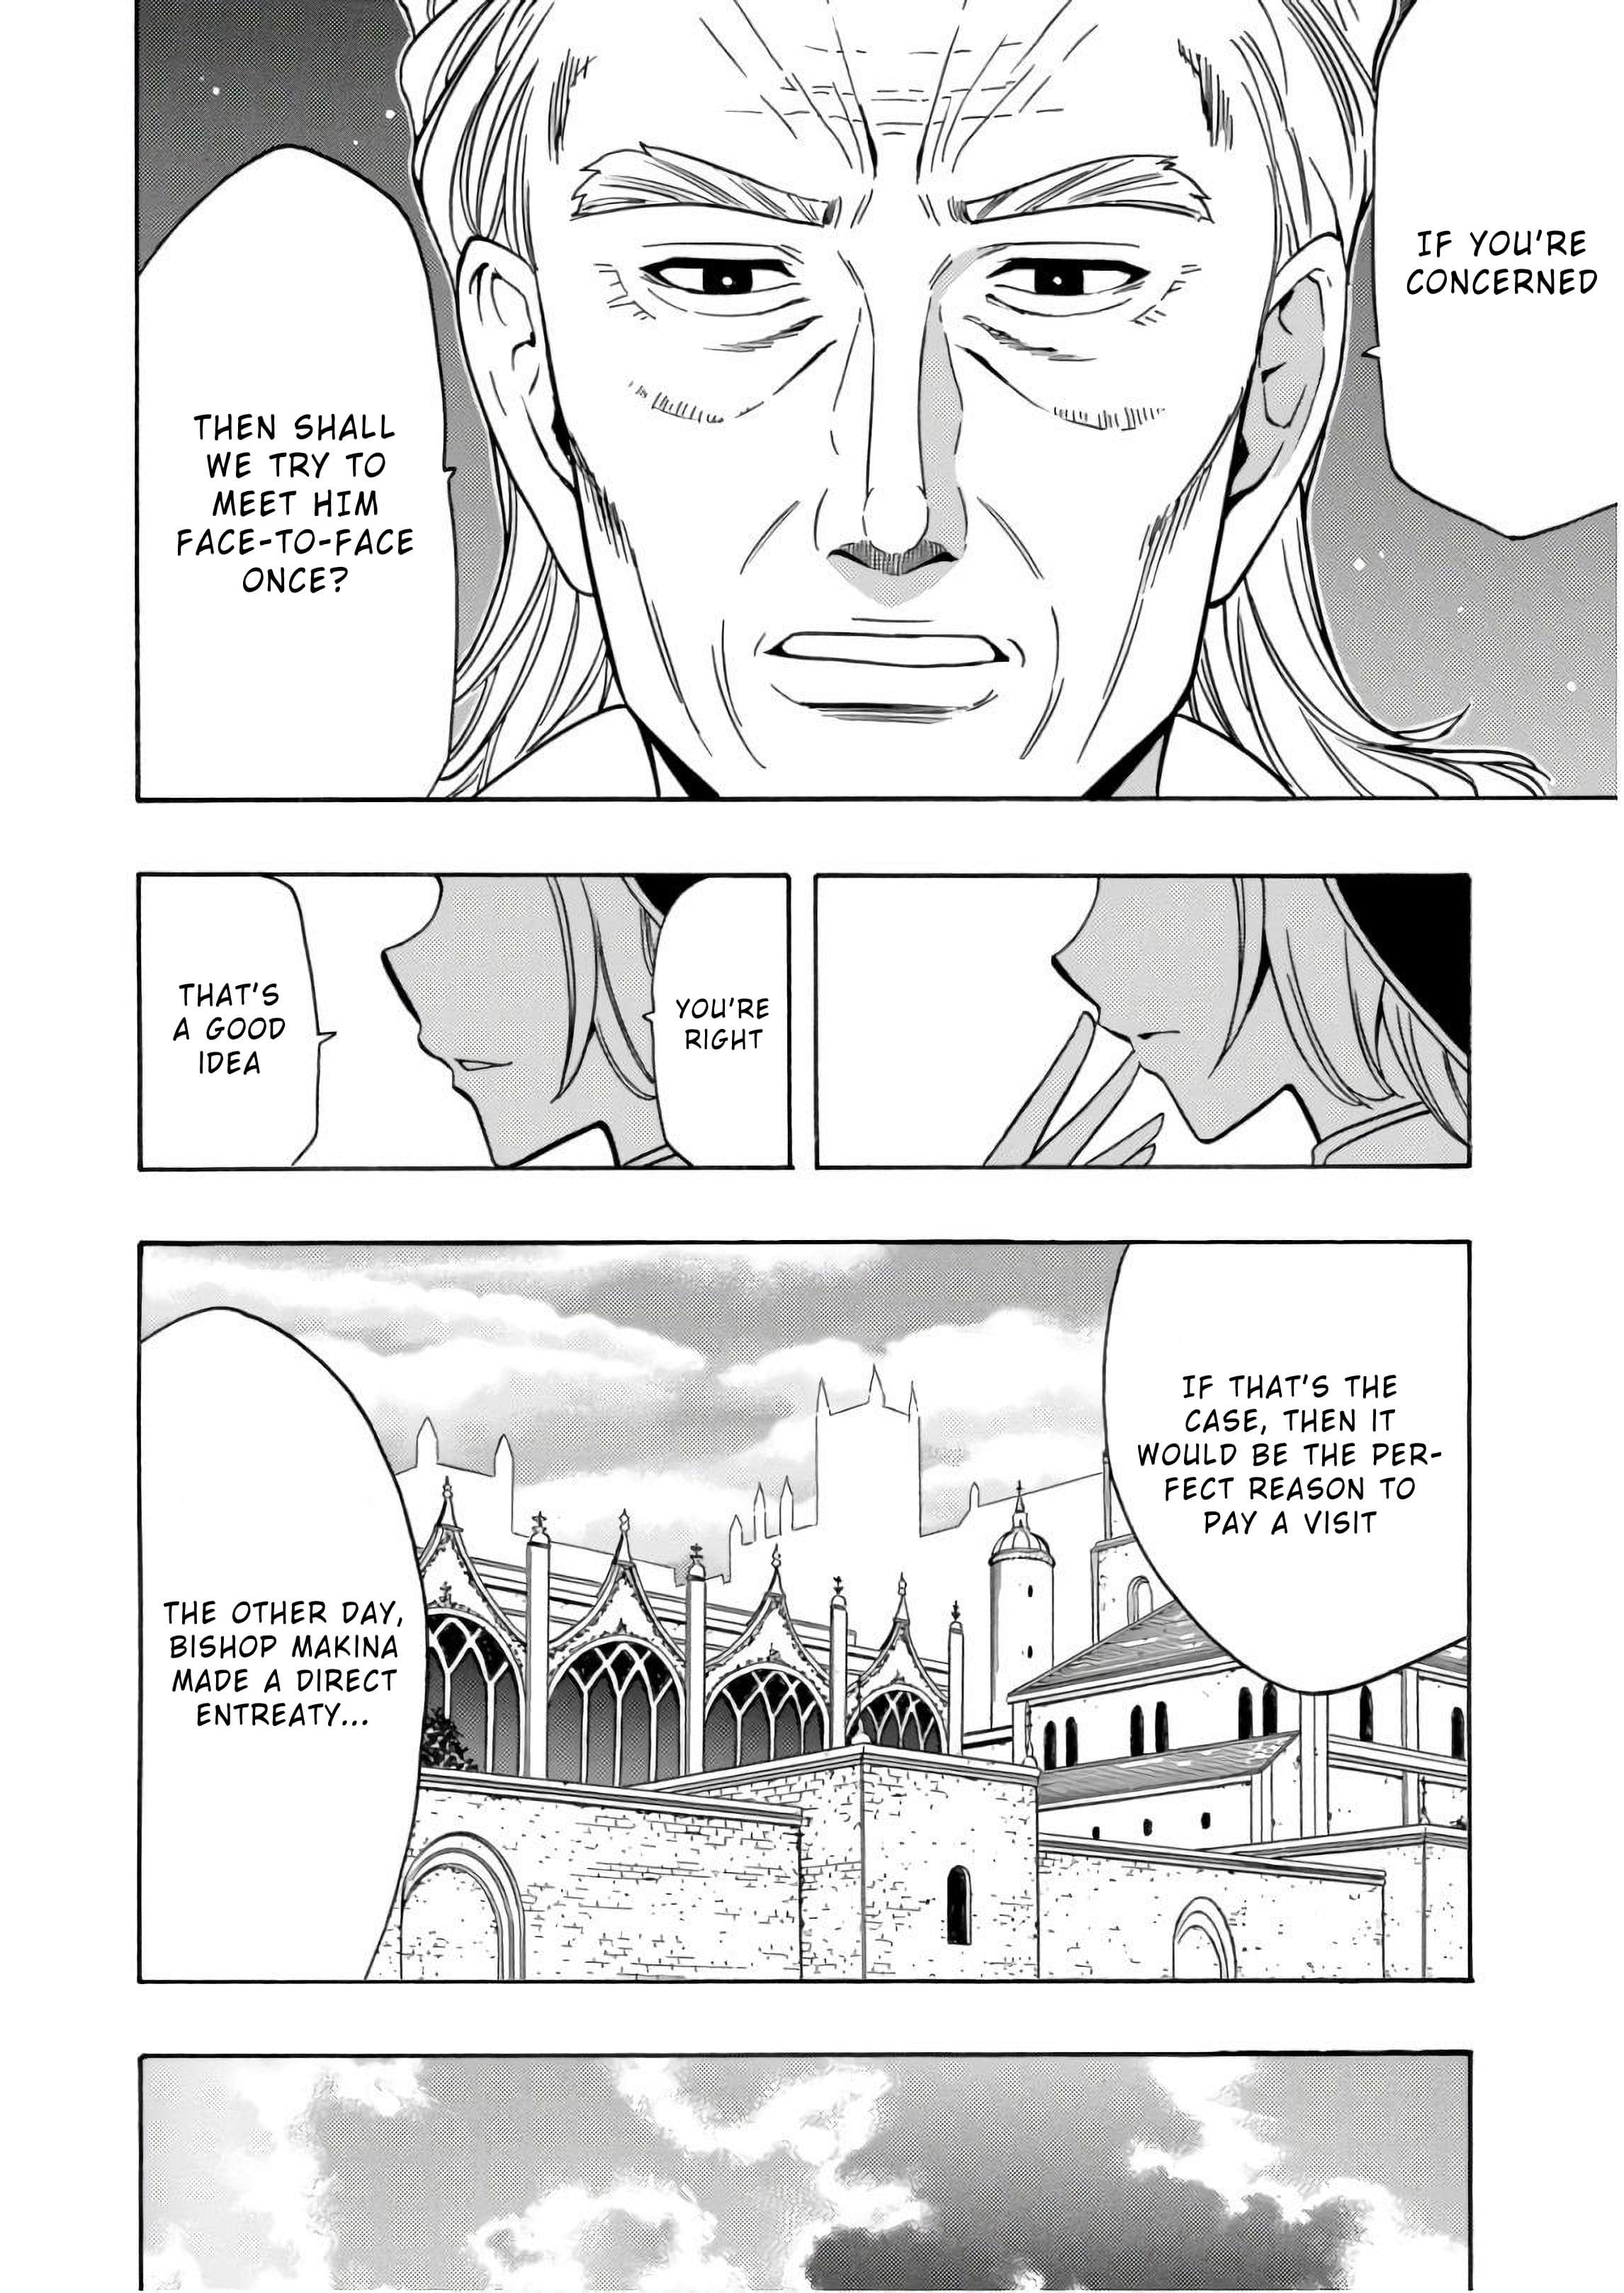 IF YOU'RE
CONCERNED
THEN SHALL
WE TRY TO
MEET HIM
FACE-TO-FACE
ONCE?
YOU'RE
RIGHT
THAT'S
A GOOD
IDEA
IF THAT'S THE
CASE, THEN IT
WOULD BE THE PER-
FECT REASON TO
PAY A VISIT
THE OTHER DAY,
BISHOP MAKINA
MADE A DIRECT
ENTREATY...